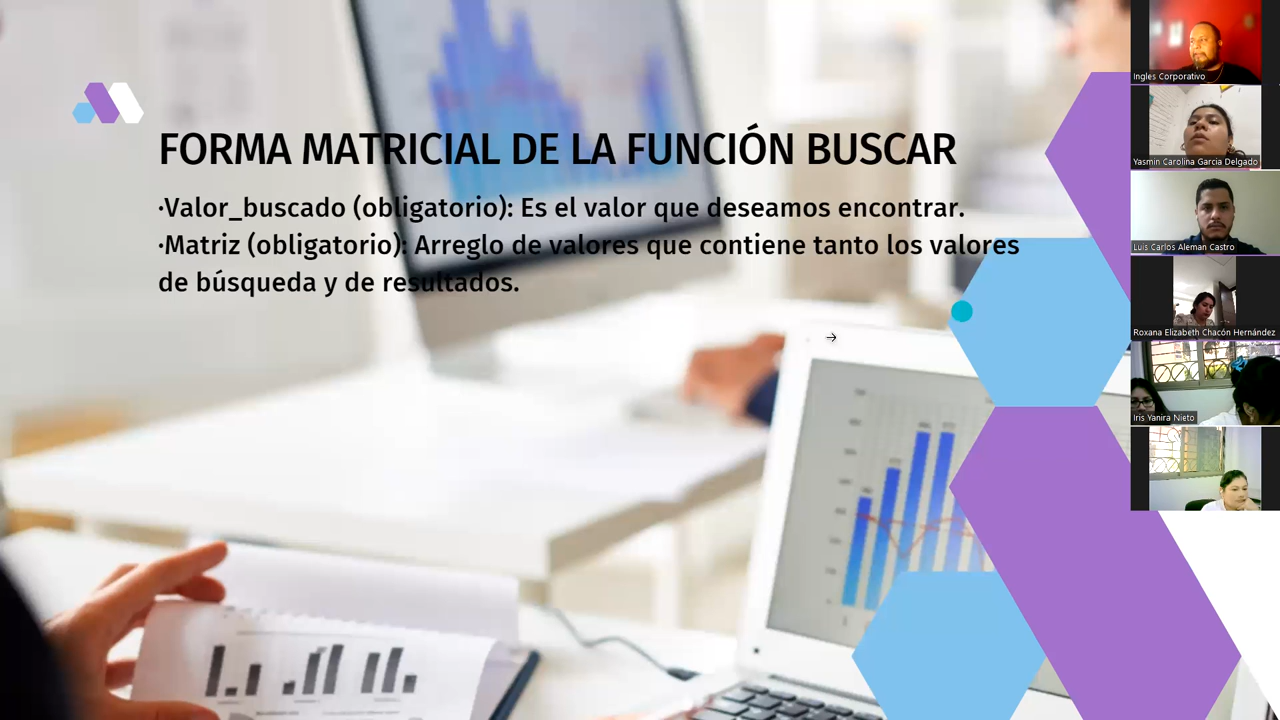 FORMA MATRICIAL DE LA FUNCIÓN BUSCAR
·Valor_buscado (obligatorio): Es el valor que deseamos encontrar.
·Matriz (obligatorio): Arreglo de valores que contiene tanto los valores
de búsqueda y de resultados.
Ingles Corporativo
Yasmin Carolina Garcia Delgado
Luis Carlos Aleman Castro
Roxana Elizabeth Chacón Hernández
Iris Yanira Nieto